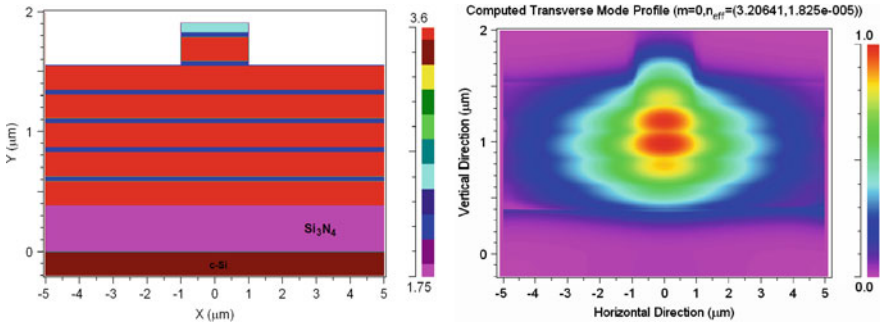 3.6
2
1
0
Y (μm)
Si₃N₄
c-Si
-5 -4 -3 -2 -1 0 1 2 3 4 5
X (μm)
1.75
Computed Transverse Mode Profile (m=0,n_eff=(3.20641,1.825e-005))
1.0
2
1
0
Vertical Direction (μm)
-5 -4 -3 -2 -1 0 1 2 3 4 5
Horizontal Direction (μm)
0.0